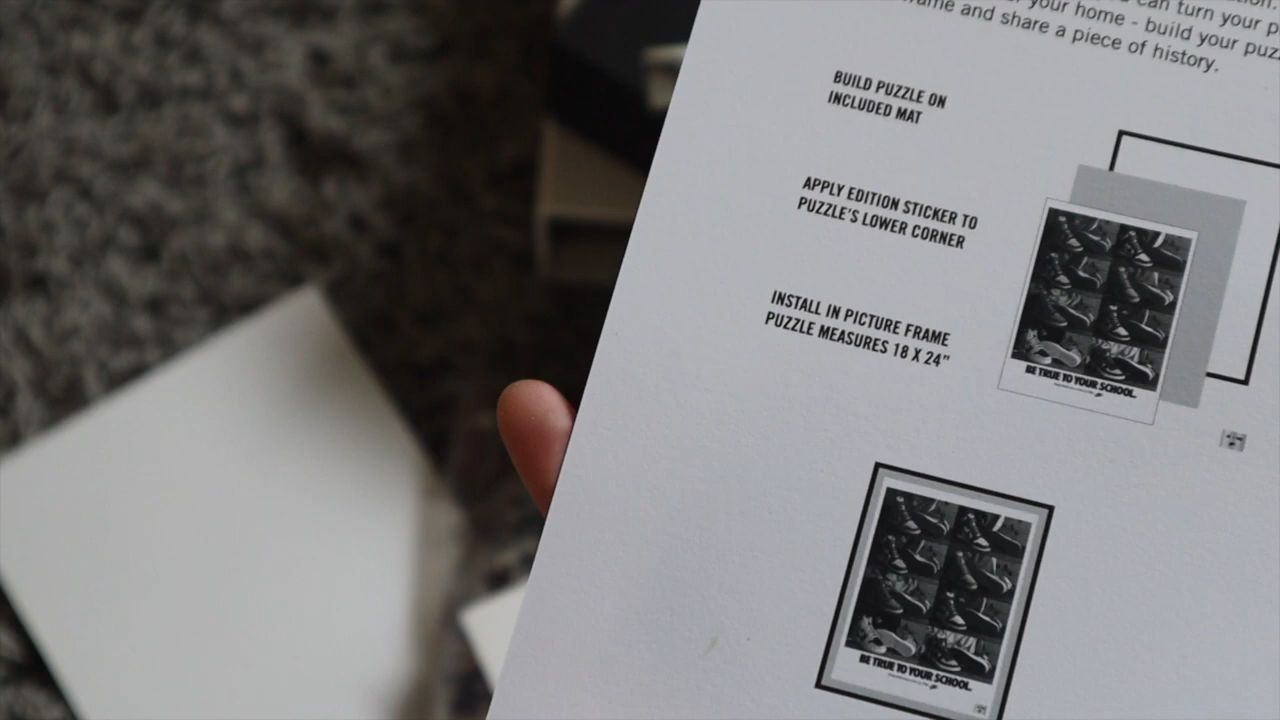 can turn your
your home - build your
and share a piece of history.
BUILD PUZZLE ON
INCLUDED MAT
APPLY EDITION STICKER TO
PUZZLE'S LOWER CORNER
INSTALL IN PICTURE FRAME
PUZZLE MEASURES 18 X 24"
BE TRUE TO YOUR SCHOOL.
BE TRUE TO YOUR SCHOOL.